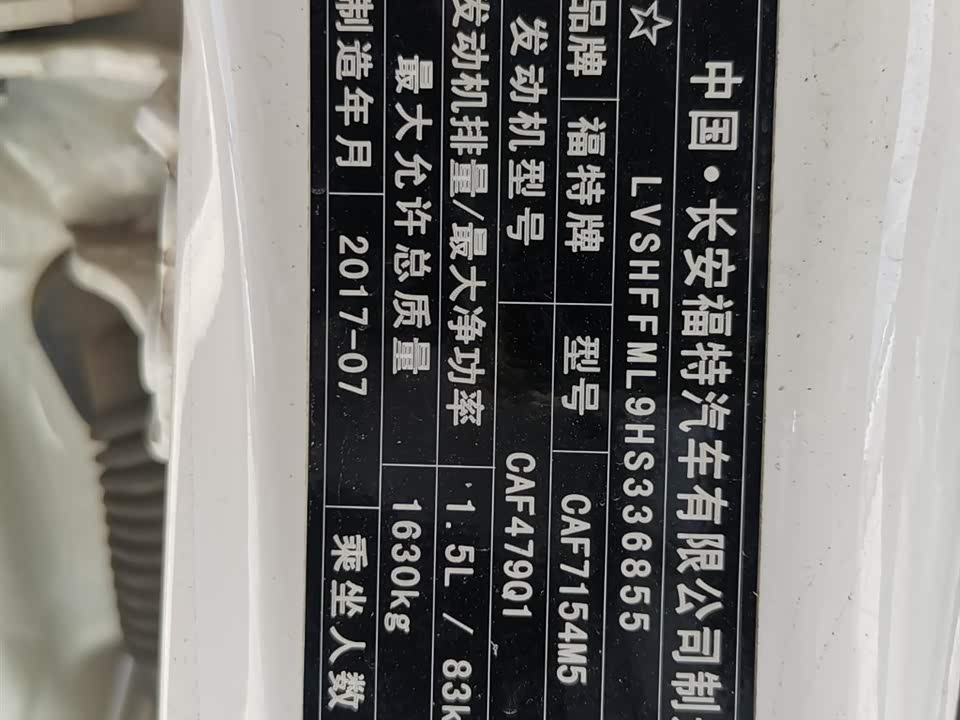 中国·长安福特汽车有限公司制
☆ LVSHFFML9HS336855
品牌 福特牌 型号 CAF7154M5
发动机型号 CAF479Q1
发动机排量/最大净功率 1.5L / 83k
最大允许总质量 1630kg
制造年月 2017-07 乘坐人数